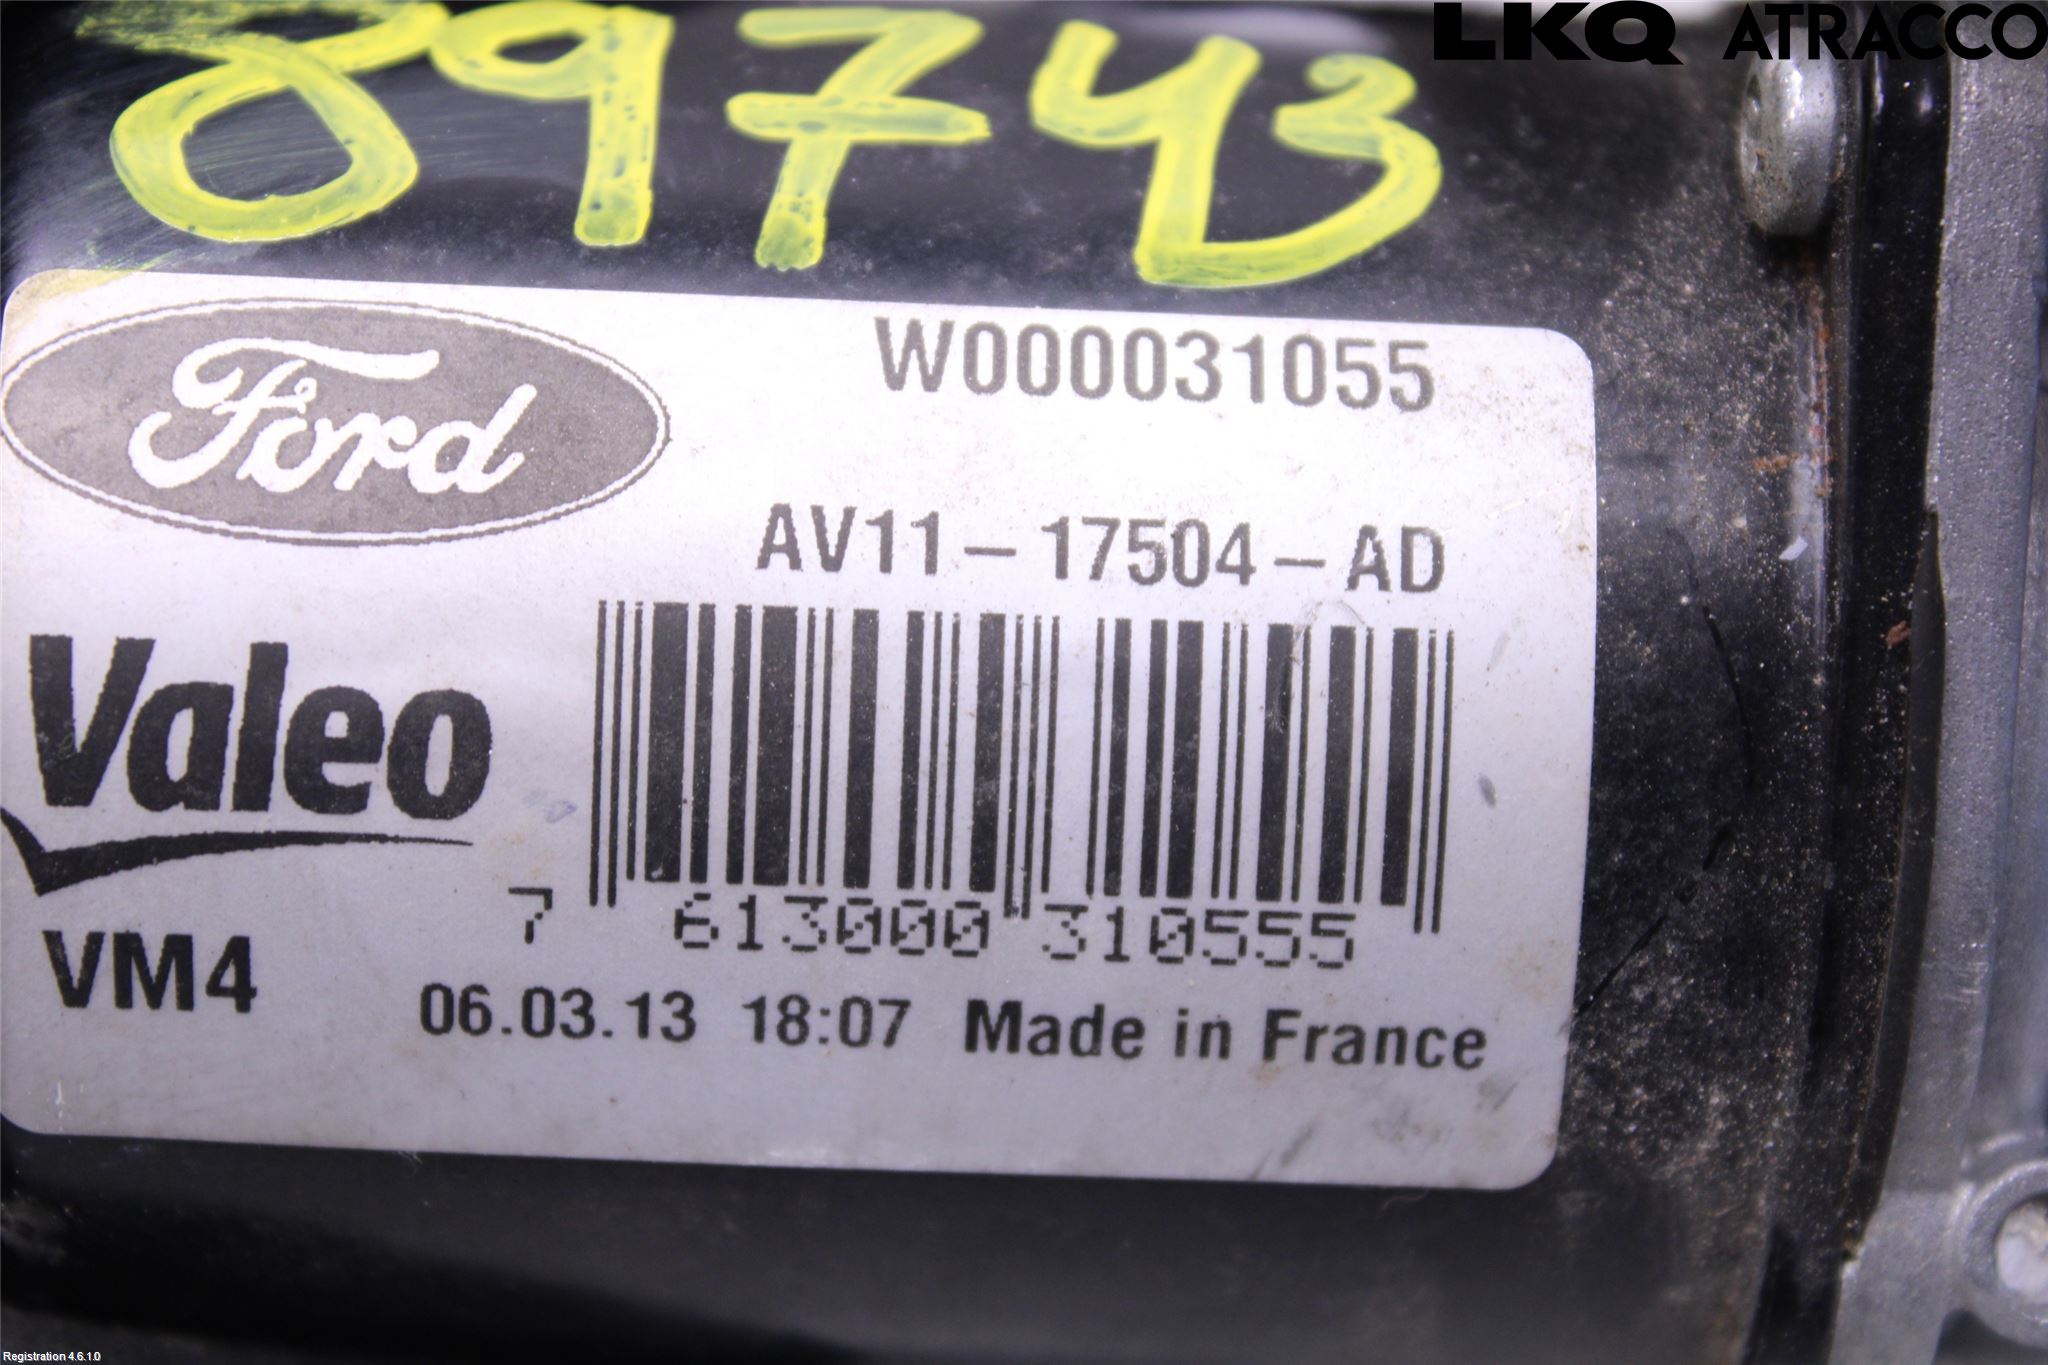 LKQ ATRACCO
89743
Ford
W000031055
AV11-17504-AD
Valeo
7 613000 310555
VM4
06.03.13 18:07 Made in France
Registration 4.6.1.0